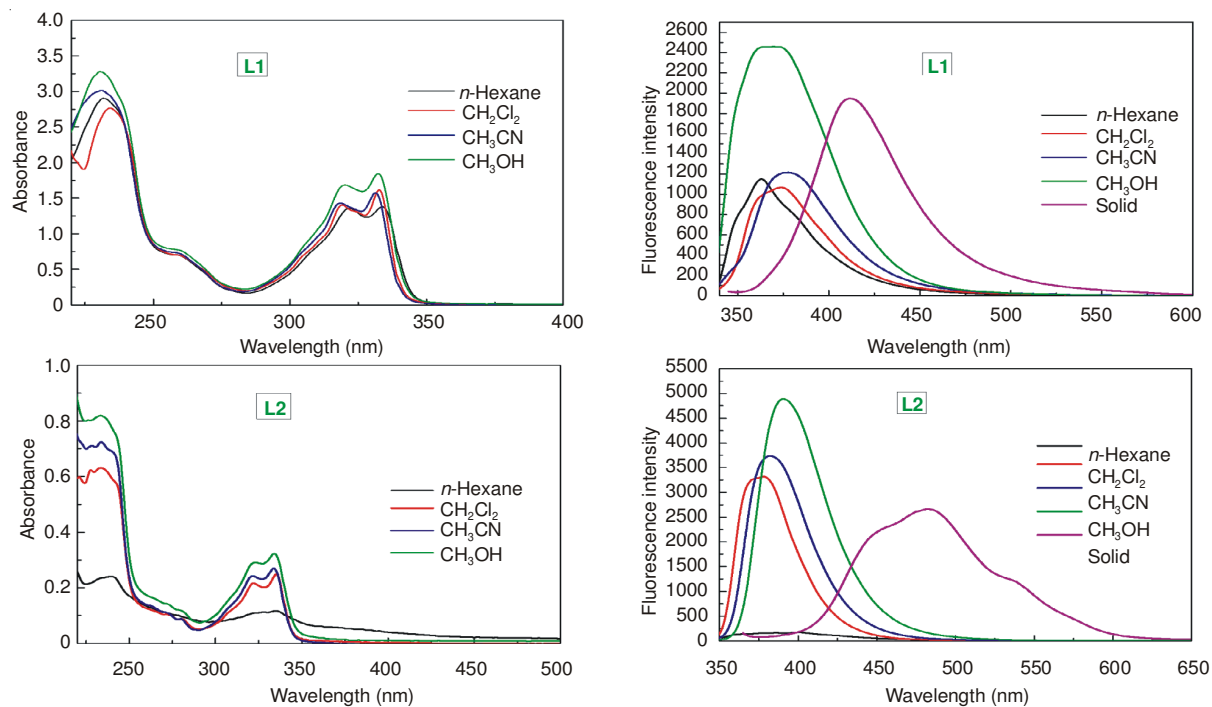 4.0
3.5
3.0
2.5
2.0
1.5
1.0
0.5
0
Absorbance
L1
n-Hexane
CH2Cl2
CH3CN
CH3OH
250 300 350 400
Wavelength (nm)
2600
2400
2200
2000
1800
1600
1400
1200
1000
800
600
400
200
0
Fluorescence intensity
L1
n-Hexane
CH2Cl2
CH3CN
CH3OH
Solid
350 400 450 500 550 600
Wavelength (nm)
1.0
0.8
0.6
0.4
0.2
0
Absorbance
L2
n-Hexane
CH2Cl2
CH3CN
CH3OH
250 300 350 400 450 500
Wavelength (nm)
5500
5000
4500
4000
3500
3000
2500
2000
1500
1000
500
0
Fluorescence intensity
L2
n-Hexane
CH2Cl2
CH3CN
CH3OH
Solid
350 400 450 500 550 600 650
Wavelength (nm)